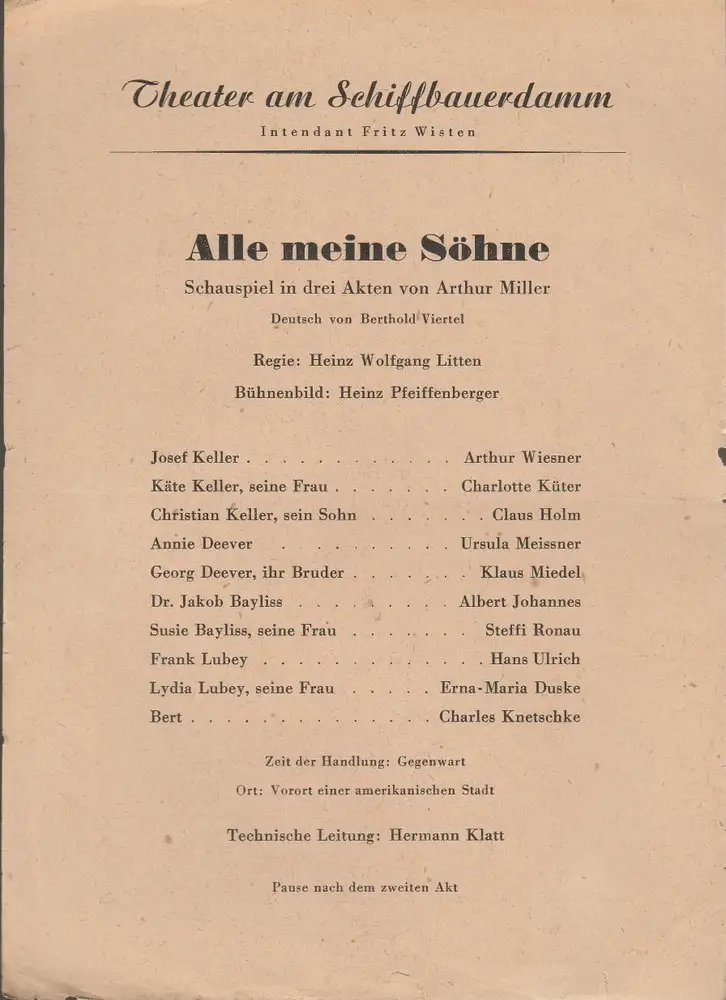 Theater am Schiffbauerdamm
Intendant Fritz Wisten
Alle meine Söhne
Schauspiel in drei Akten von Arthur Miller
Deutsch von Berthold Viertel
Regie: Heinz Wolfgang Litten
Bühnenbild: Heinz Pfeiffenberger
Josef Keller . . . . . . . . . . . . Arthur Wiesner
Käte Keller, seine Frau . . . . . . . Charlotte Küter
Christian Keller, sein Sohn . . . . . . . Claus Holm
Annie Deever . . . . . . . . . Ursula Meissner
Georg Deever, ihr Bruder . . . . . . . Klaus Miedel
Dr. Jakob Bayliss . . . . . . . . . Albert Johannes
Susie Bayliss, seine Frau . . . . . . . Steffi Ronau
Frank Lubey . . . . . . . . . . . . . Hans Ulrich
Lydia Lubey, seine Frau . . . . . Erna-Maria Duske
Bert . . . . . . . . . . . . . . Charles Knetschke
Zeit der Handlung: Gegenwart
Ort: Vorort einer amerikanischen Stadt
Technische Leitung: Hermann Klatt
Pause nach dem zweiten Akt